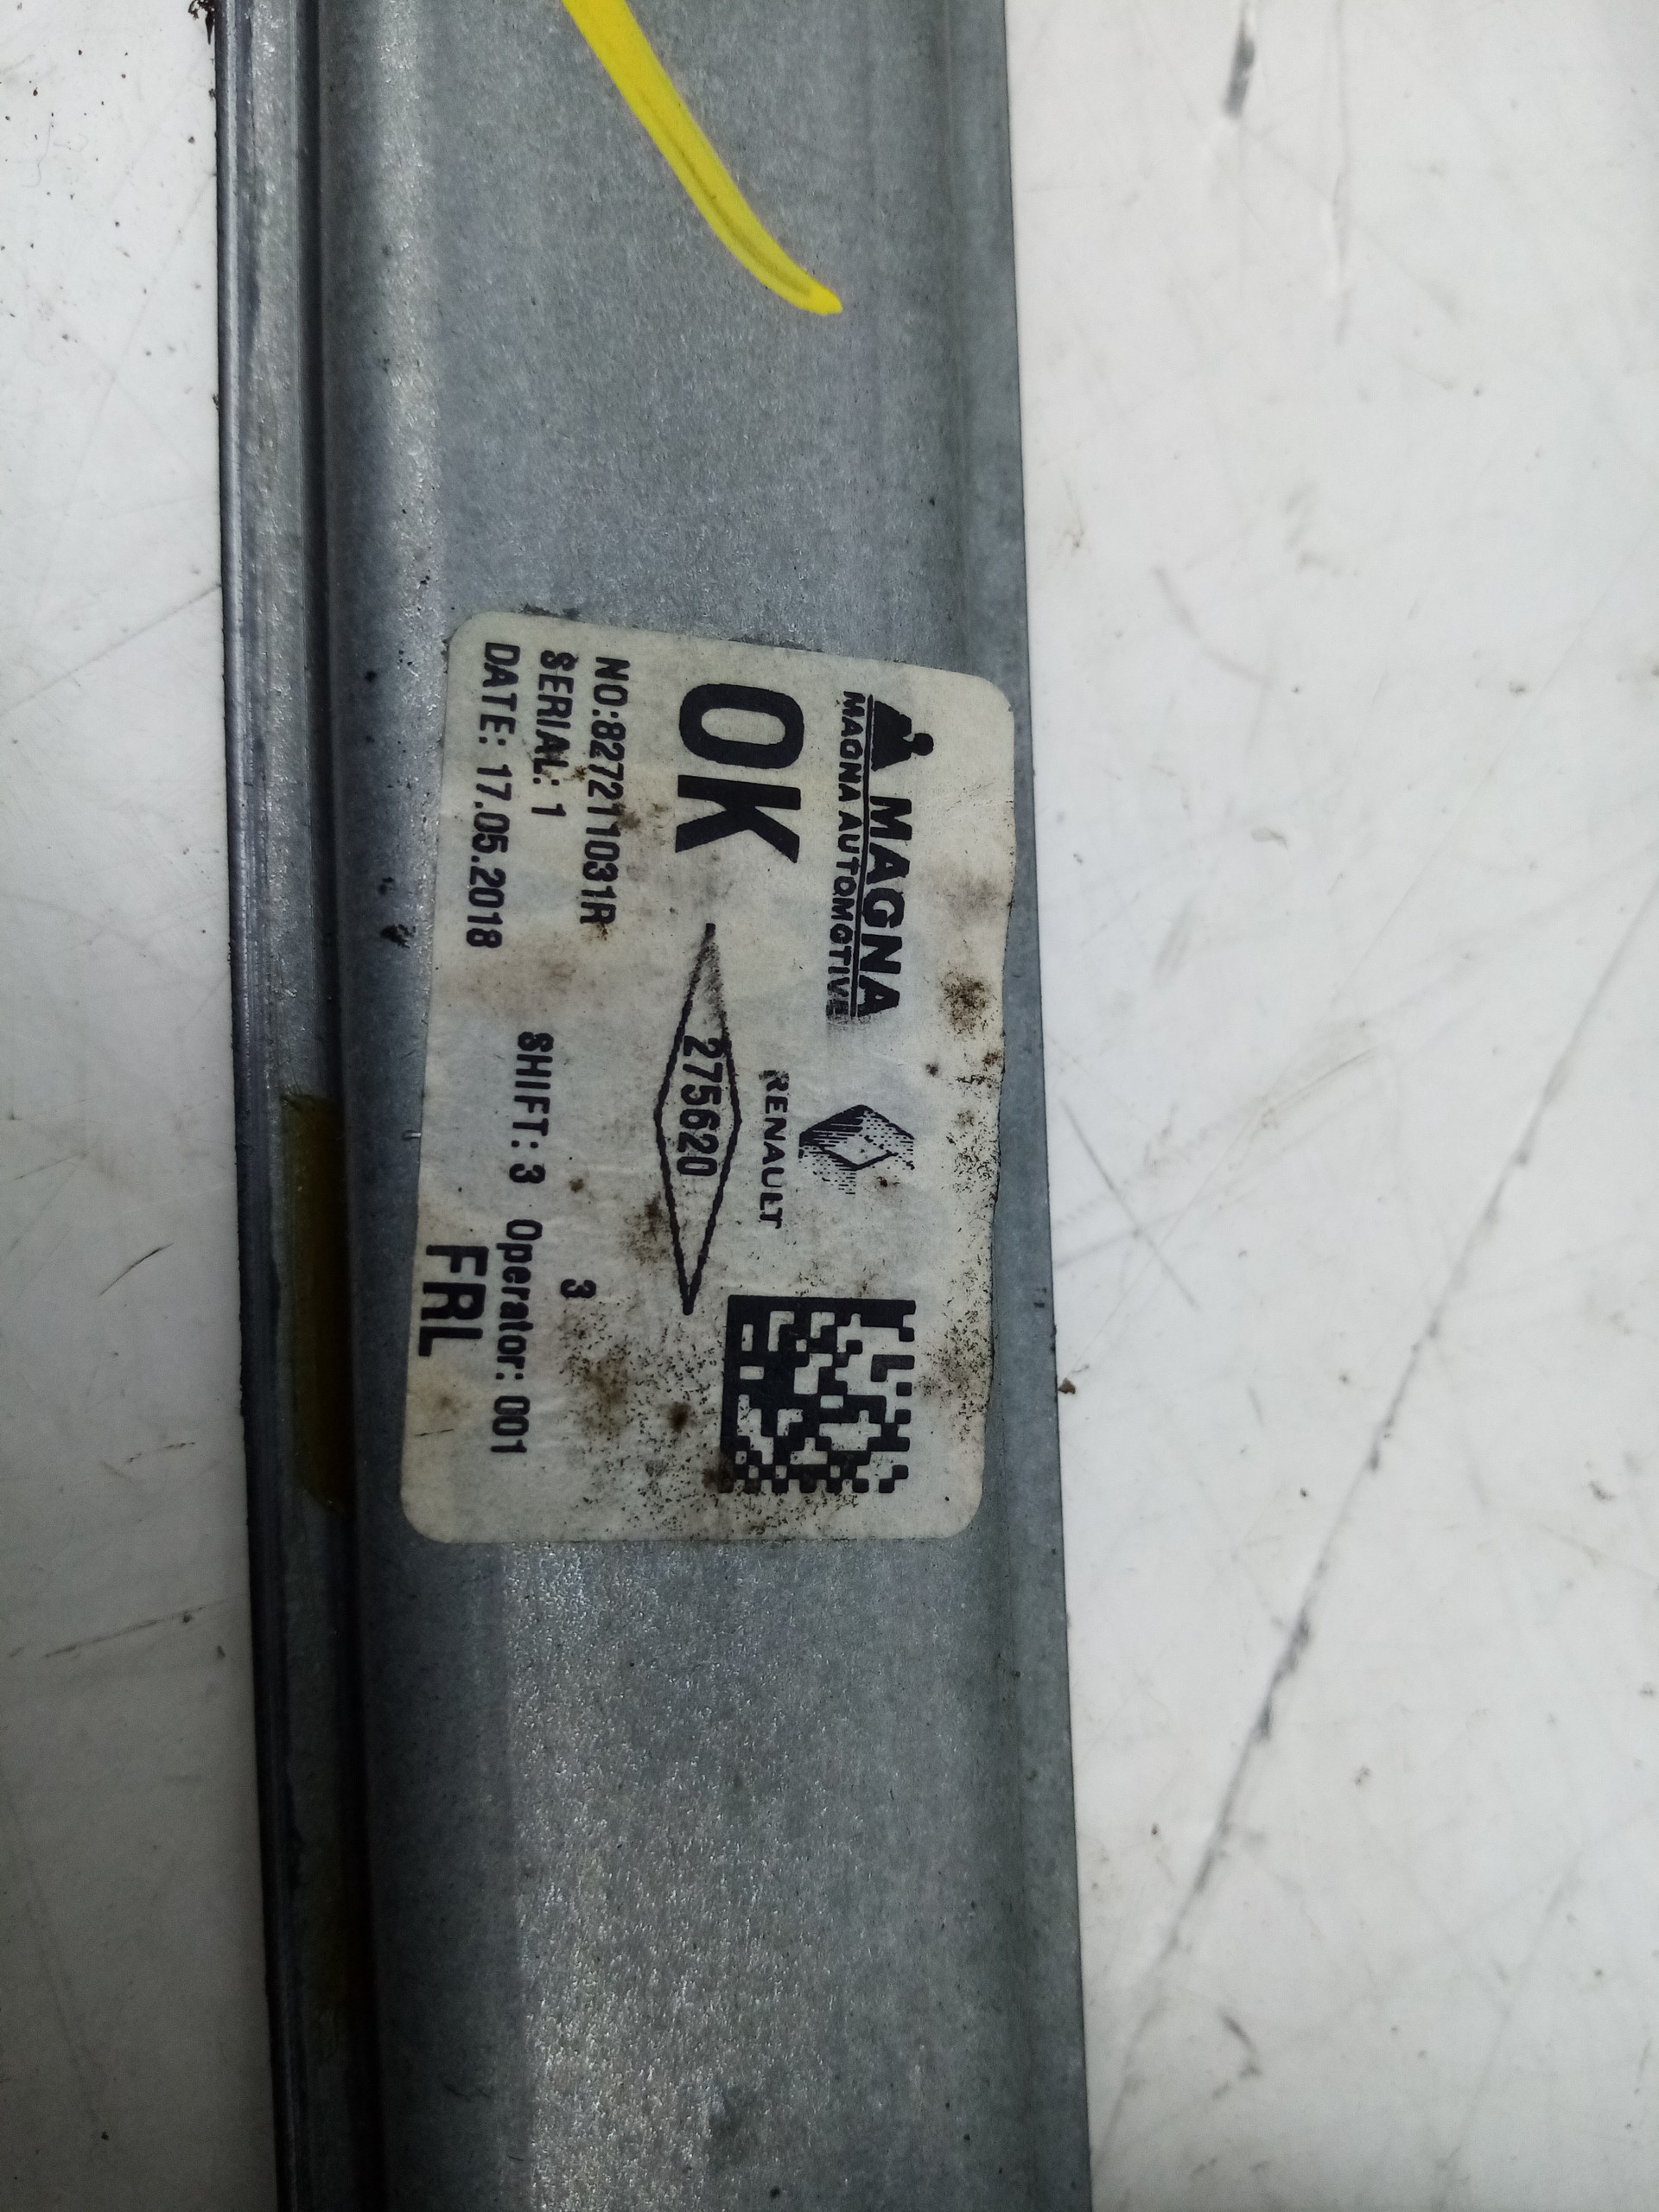 MAGNA
MAGNA AUTOMOTIVE
RENAULT
OK
275620
NO:827211031R
3
SERIAL: 1
SHIFT: 3 Operator: 001
DATE: 17.05.2018
FRL